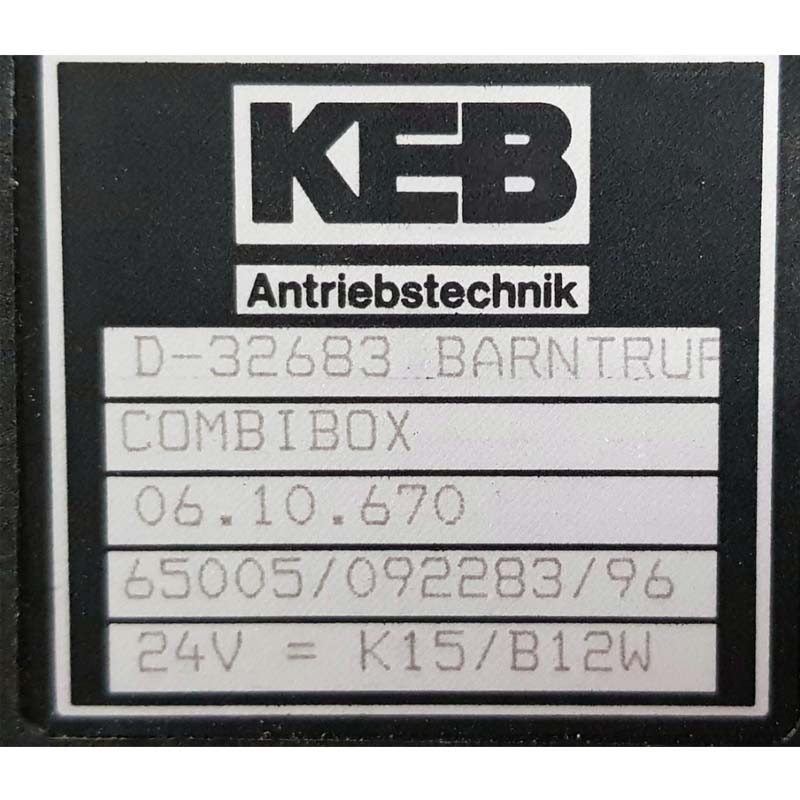 KEB
Antriebstechnik
D-32683 BARNTRUP
COMBIBOX
06.10.670
65005/092283/96
24V = K15/B12W